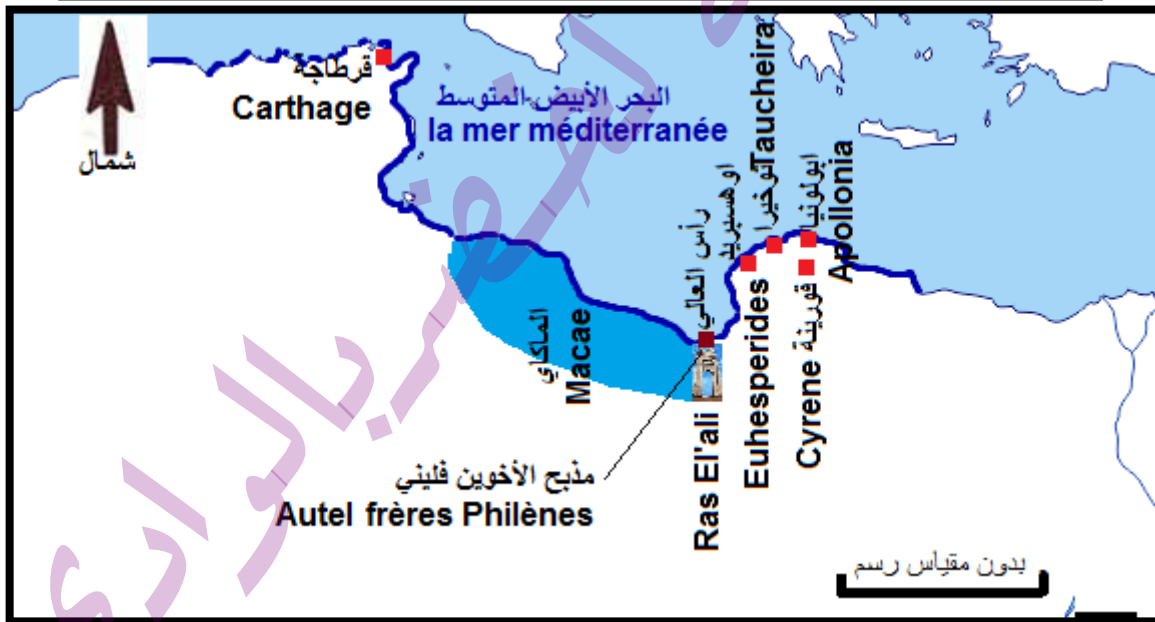 شمال
قرطاجة
Carthage
البحر الأبيض المتوسط
la mer méditerranée
الماكاي
Macae
رأس العالي
Ras El'ali
اوهسبريد
Euhesperides
توخيرا
Taucheira
ابولونيا
Apollonia
قورينة
Cyrene
مذبح الأخوين فليني
Autel frères Philènes
بدون مقياس رسم